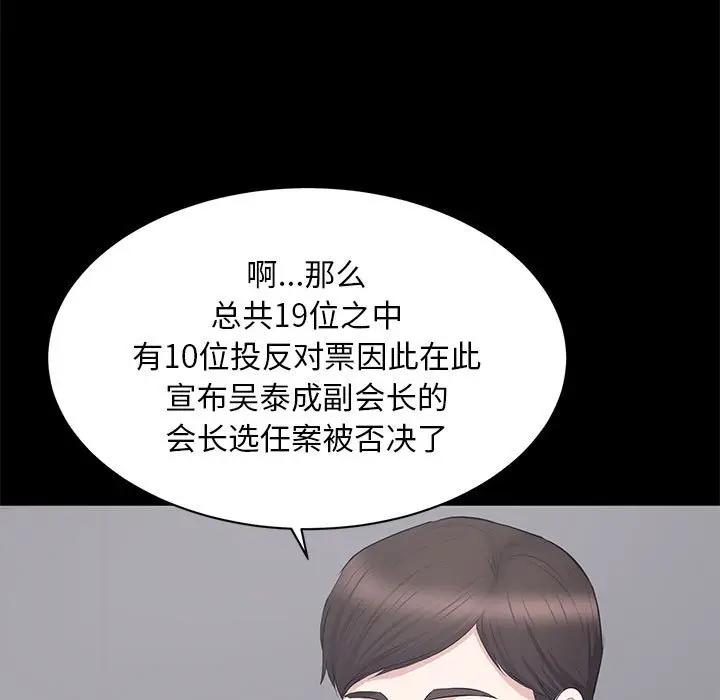 啊...那么
总共19位之中
有10位投反对票因此在此
宣布吴泰成副会长的
会长选任案被否决了